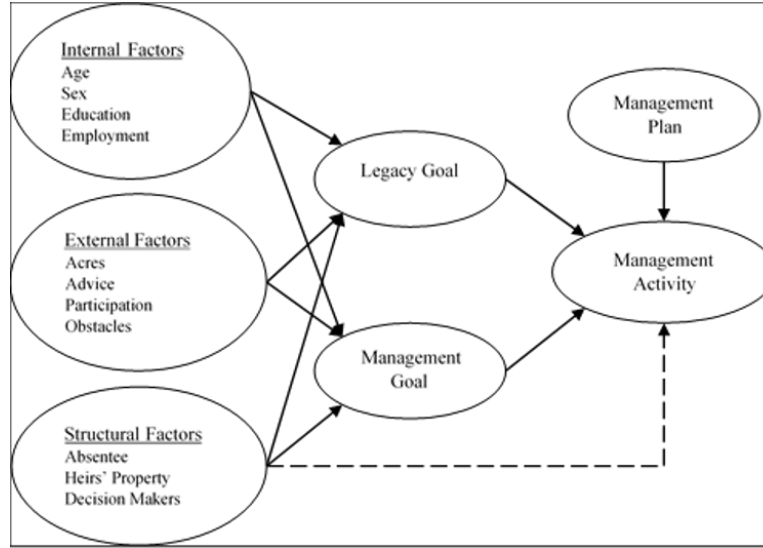 Internal Factors
Age
Sex
Education
Employment
External Factors
Acres
Advice
Participation
Obstacles
Structural Factors
Absentee
Heirs’ Property
Decision Makers
Legacy Goal
Management
Goal
Management
Plan
Management
Activity